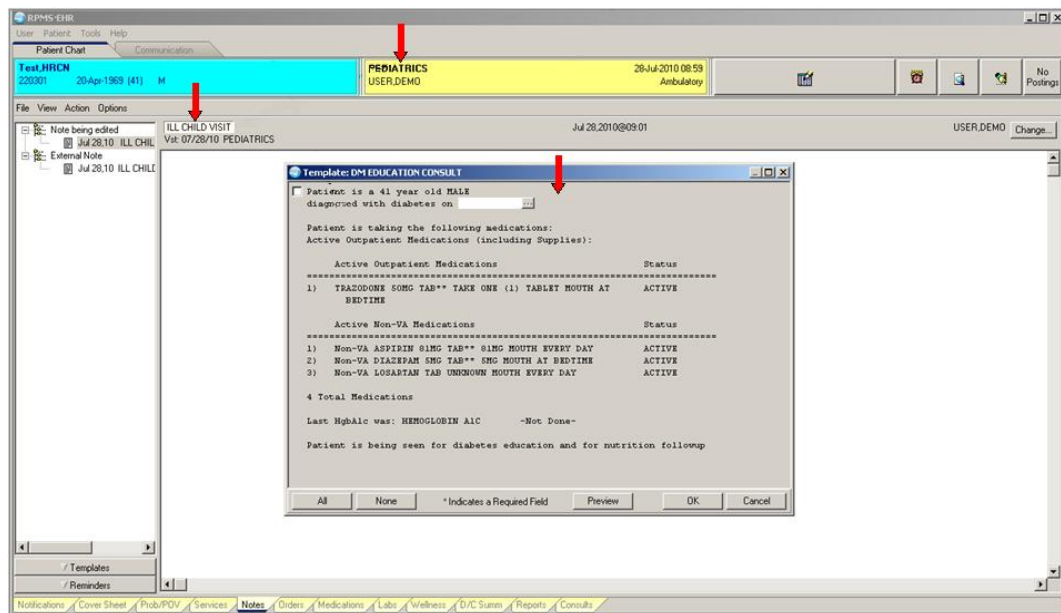 RPMS-EHR
User Patient Tools Help
Patient Chart Communication
Test,HRCN
220301 20-Apr-1969 (41) M
PEDIATRICS 28-Jul-2010 08:59
USER,DEMO Ambulatory
No
Postings
File View Action Options
Note being edited
Jul 28,10 ILL CHIL
External Note
Jul 28,10 ILL CHILD
ILL CHILD VISIT Jul 28,2010@09:01 USER,DEMO Change...
Vst: 07/28/10 PEDIATRICS
Template: DM EDUCATION CONSULT
Patient is a 41 year old MALE
diagnosed with diabetes on ...
Patient is taking the following medications:
Active Outpatient Medications (including Supplies):
Active Outpatient Medications Status
1) TRAZODONE 50MG TAB** TAKE ONE (1) TABLET MOUTH AT ACTIVE
BEDTIME
Active Non-VA Medications Status
1) Non-VA ASPIRIN 81MG TAB** 81MG MOUTH EVERY DAY ACTIVE
2) Non-VA DIAZEPAM 5MG TAB** 5MG MOUTH AT BEDTIME ACTIVE
3) Non-VA LOSARTAN TAB UNKNOWN MOUTH EVERY DAY ACTIVE
4 Total Medications
Last HgbA1c was: HEMOGLOBIN A1C -Not Done-
Patient is being seen for diabetes education and for nutrition followup
All None * Indicates a Required Field Preview OK Cancel
/ Templates
/ Reminders
Notifications Cover Sheet Prob/POV Services Notes Orders Medications Labs Wellness D/C Summ Reports Consults